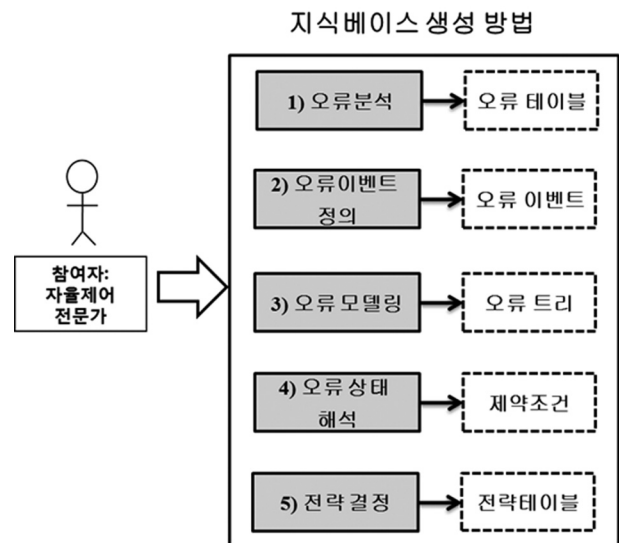 지식베이스 생성 방법
1) 오류분석
오류 테이블
2) 오류이벤트
정의
오류 이벤트
참여자:
자율제어
전문가
3) 오류 모델링
오류 트리
4) 오류 상태
해석
제약조건
5) 전략 결정
전략테이블